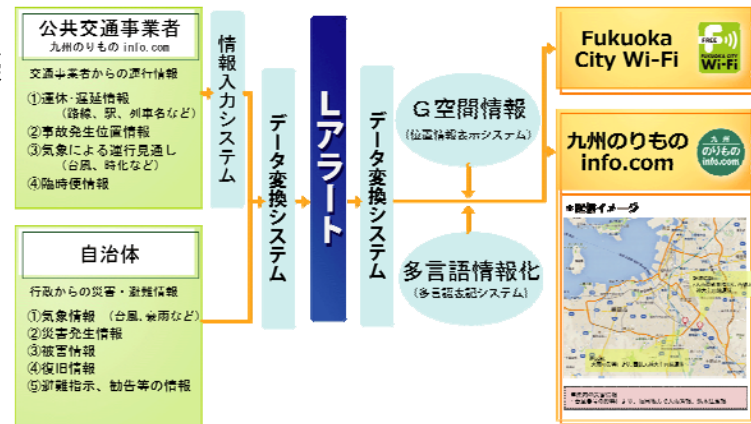 公共交通事業者
九州のりもの info.com
交通事業者からの運行情報
①運休・遅延情報
（路線、駅、列車名など）
②事故発生位置情報
③気象による運行見通し
（台風、時化など）
④臨時便情報
自治体
行政からの災害・避難情報
①気象情報 （台風、豪雨など）
②災害発生情報
③被害情報
④復旧情報
⑤避難指示、勧告等の情報
情報入力システム
データ変換システム
Lアラート
データ変換システム
G空間情報
（位置情報表示システム）
多言語情報化
（多言語表記システム）
Fukuoka
City Wi-Fi
FREE
FUKUOKA CITY
Wi-Fi
九州のりもの
info.com
九州
のりもの
info.com
*配信イメージ